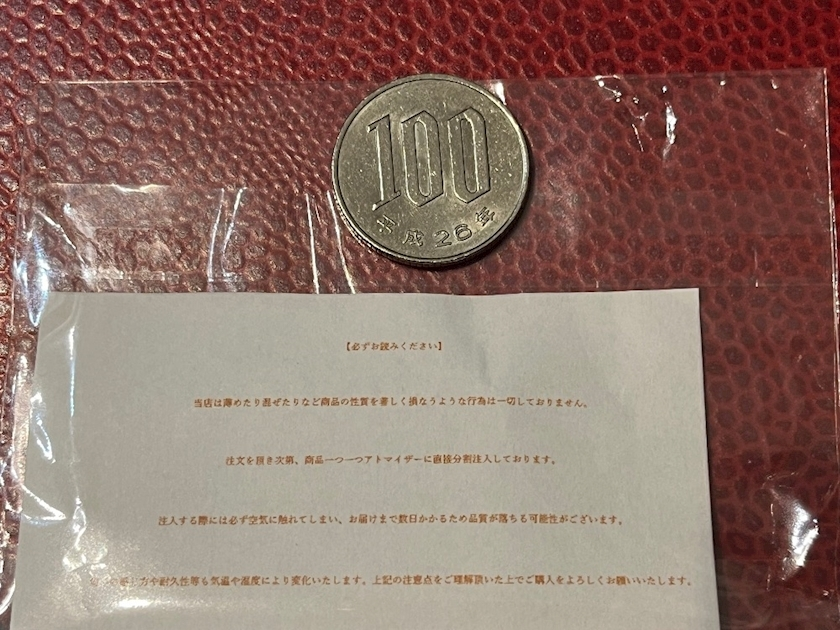 100
平成26年
【必ずお読みください】
当店は薄めたり混ぜたりなど商品の性質を著しく損なうような行為は一切しておりません。
注文を頂き次第、商品一つ一つアトマイザーに直接分割注入しております。
注入する際には必ず空気に触れてしまい、お届けまで数日かかるため品質が落ちる可能性がございます。
方や耐久性等も気温や湿度により変化いたします。上記の注意点をご理解頂いた上でご購入をよろしくお願いいたします。